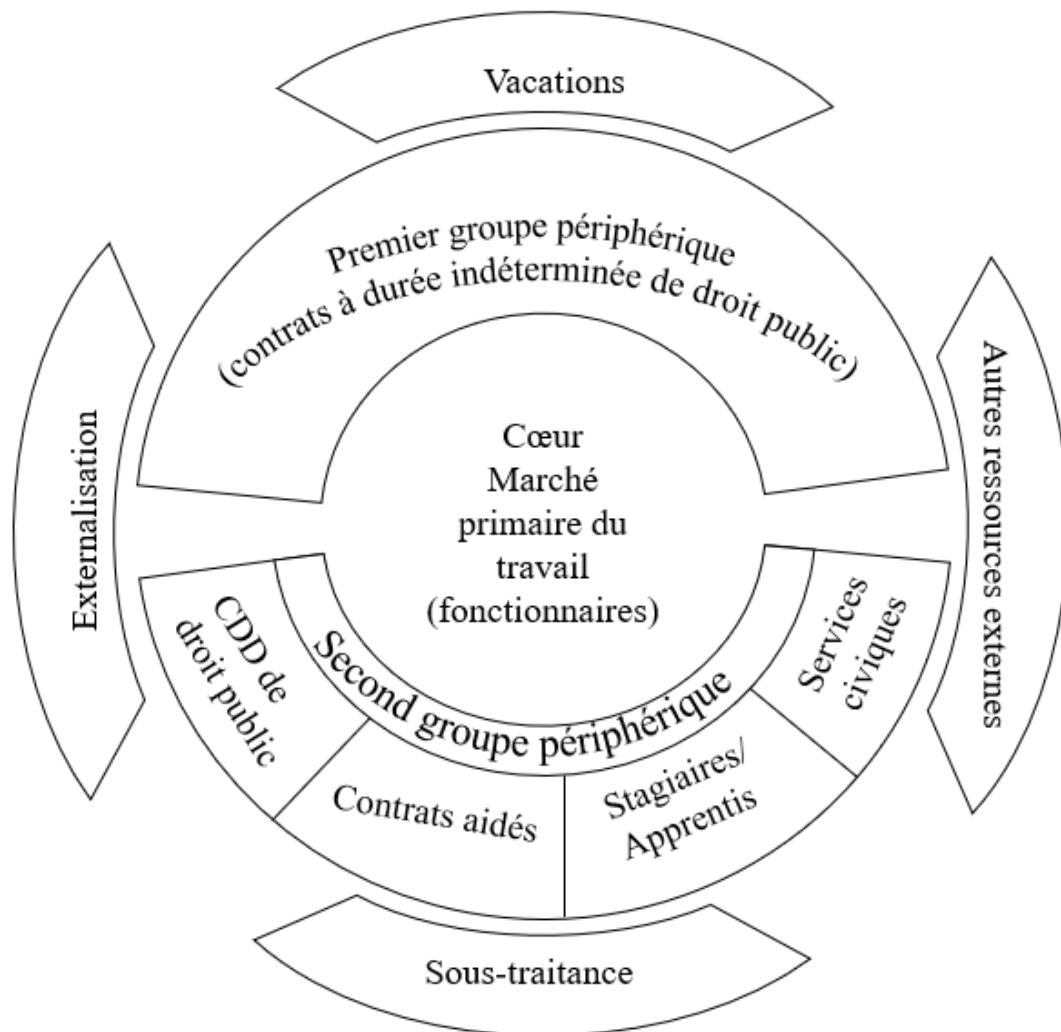 Vacations
Premier groupe périphérique
(contrats à durée indéterminée de droit public)
Externalisation
Autres ressources externes
Cœur
Marché
primaire du
travail
(fonctionnaires)
Second groupe périphérique
CDD de
droit public
Contrats aidés
Stagiaires/
Apprentis
Services
civiques
Sous-traitance